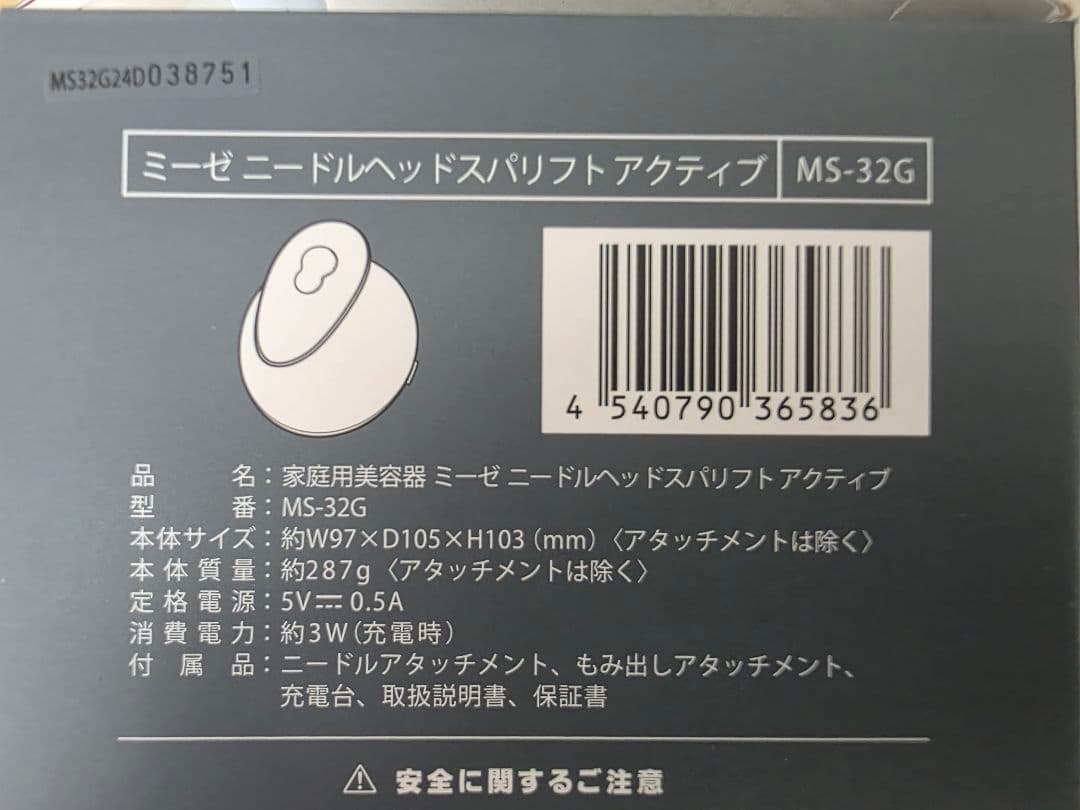 MS32G24D038751
ミーゼ ニードルヘッドスパリフト アクティブ MS-32G
4 540790 365836
品名：家庭用美容器 ミーゼ ニードルヘッドスパリフト アクティブ
型番：MS-32G
本体サイズ：約W97×D105×H103（mm）〈アタッチメントは除く〉
本体質量：約287g〈アタッチメントは除く〉
定格電源：5V⎓0.5A
消費電力：約3W（充電時）
付属品：ニードルアタッチメント、もみ出しアタッチメント、
充電台、取扱説明書、保証書
⚠ 安全に関するご注意